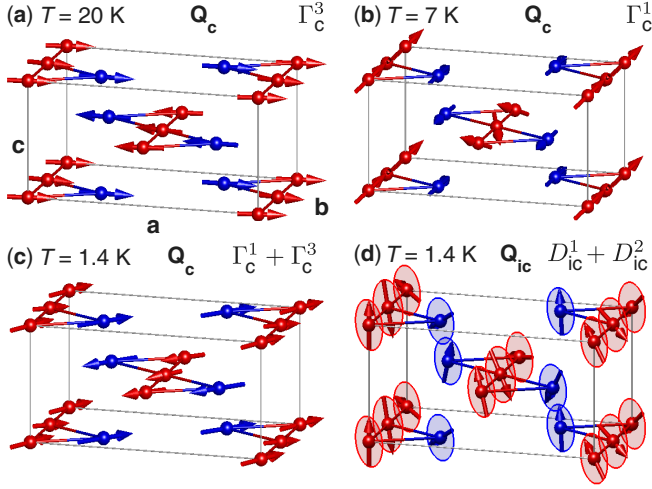 (a) T = 20 K Q_c Γ_c^3
(b) T = 7 K Q_c Γ_c^1
c
b
a
(c) T = 1.4 K Q_c Γ_c^1 + Γ_c^3
(d) T = 1.4 K Q_ic D_ic^1 + D_ic^2